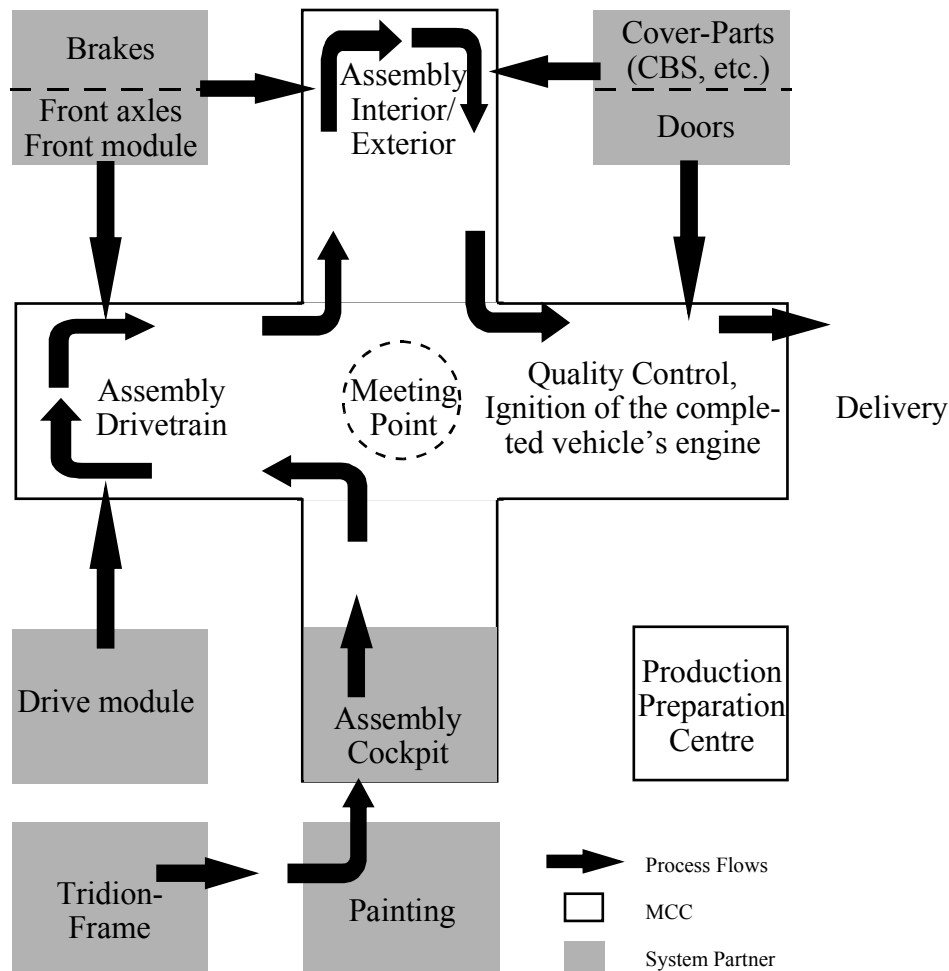 Brakes
Front axles
Front module
Assembly
Interior/
Exterior
Cover-Parts
(CBS, etc.)
Doors
Assembly
Drivetrain
Meeting
Point
Quality Control,
Ignition of the comple-
ted vehicle’s engine
Delivery
Drive module
Assembly
Cockpit
Production
Preparation
Centre
Tridion-
Frame
Painting
Process Flows
MCC
System Partner